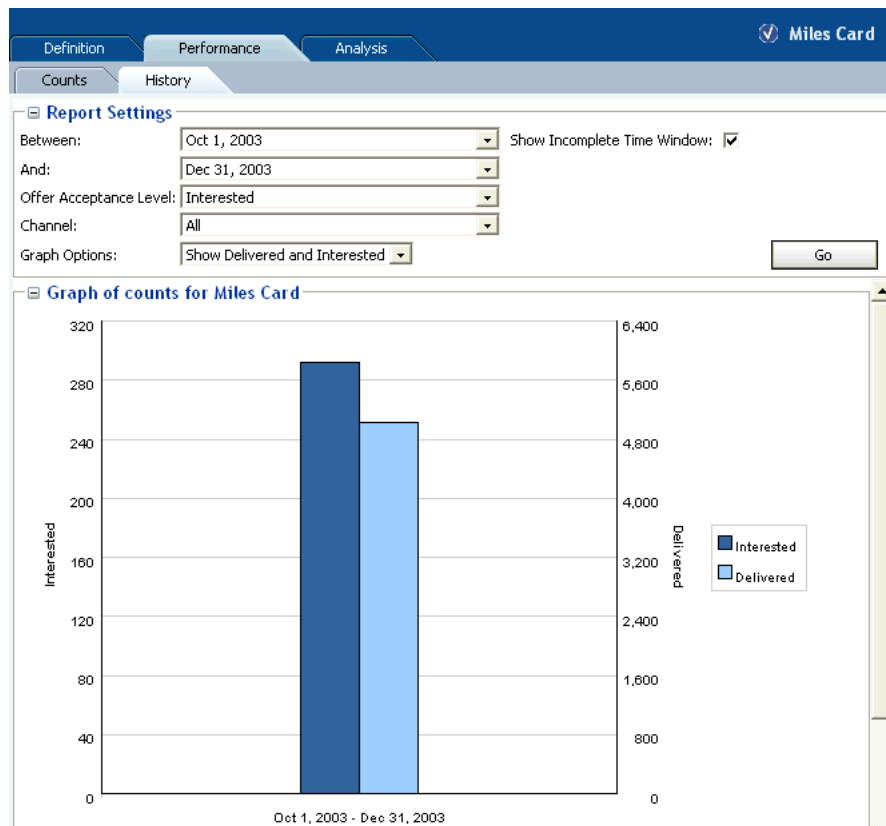 Miles Card
Definition Performance Analysis
Counts History
Report Settings
Between: Oct 1, 2003 Show Incomplete Time Window:
And: Dec 31, 2003
Offer Acceptance Level: Interested
Channel: All
Graph Options: Show Delivered and Interested Go
Graph of counts for Miles Card
320 6,400
280 5,600
240 4,800
200 4,000
160 3,200
120 2,400
80 1,600
40 800
0 0
Interested
Delivered
Interested
Delivered
Oct 1, 2003 - Dec 31, 2003